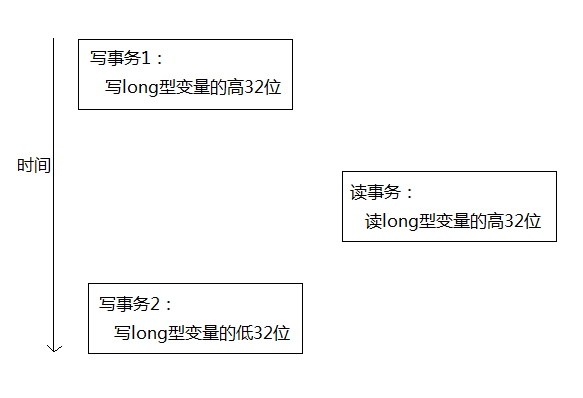 写事务1：
写long型变量的高32位
时间
读事务：
读long型变量的高32位
写事务2：
写long型变量的低32位